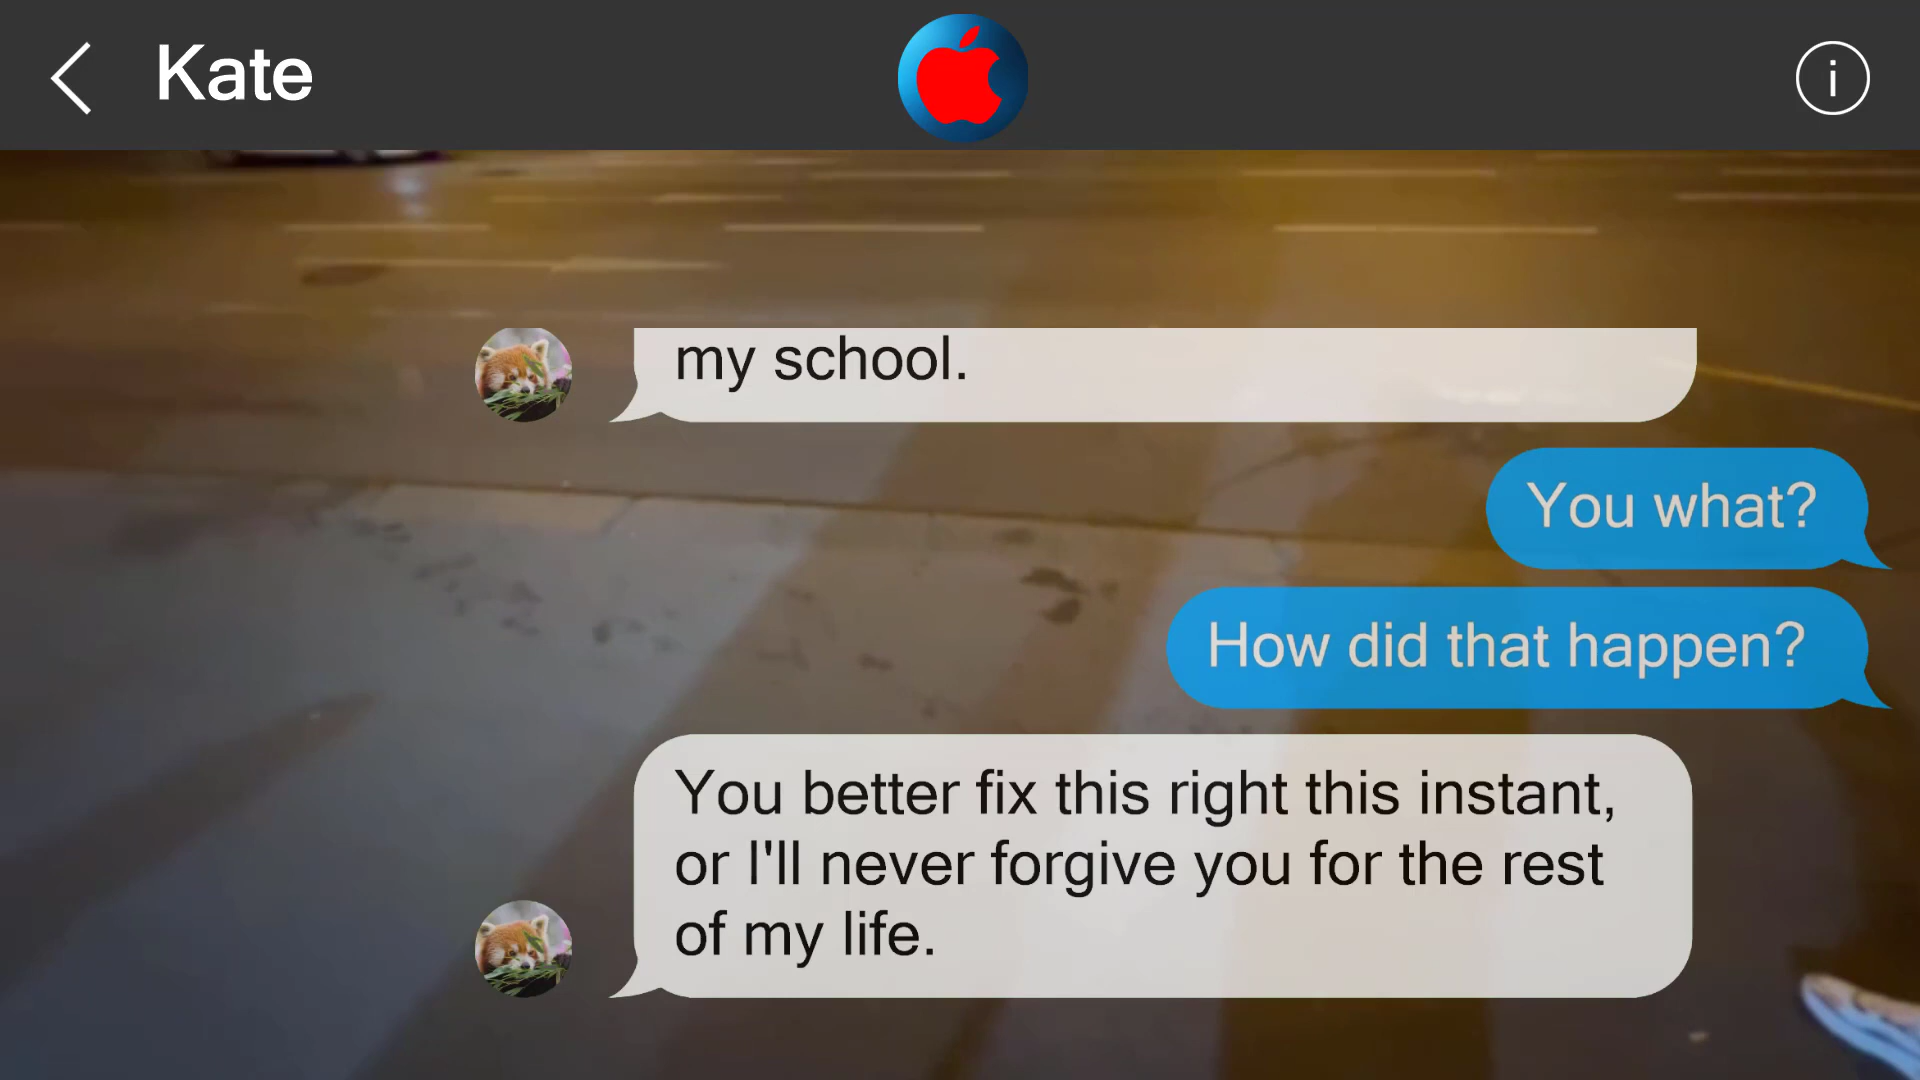 Kate
i
my school.
You what?
How did that happen?
You better fix this right this instant,
or I'll never forgive you for the rest
of my life.